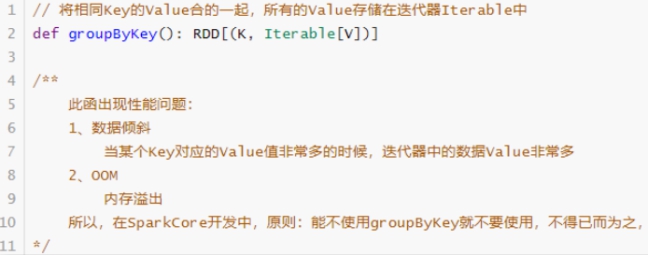 1 // 将相同Key的Value合的一起，所有的Value存储在迭代器Iterable中
2 def groupByKey(): RDD[(K, Iterable[V])]
3
4 /**
5 此函出现性能问题：
6 1、数据倾斜
7 当某个Key对应的Value值非常多的时候，迭代器中的数据Value非常多
8 2、OOM
9 内存溢出
10 所以，在SparkCore开发中，原则：能不使用groupByKey就不要使用，不得已而为之，
11 */